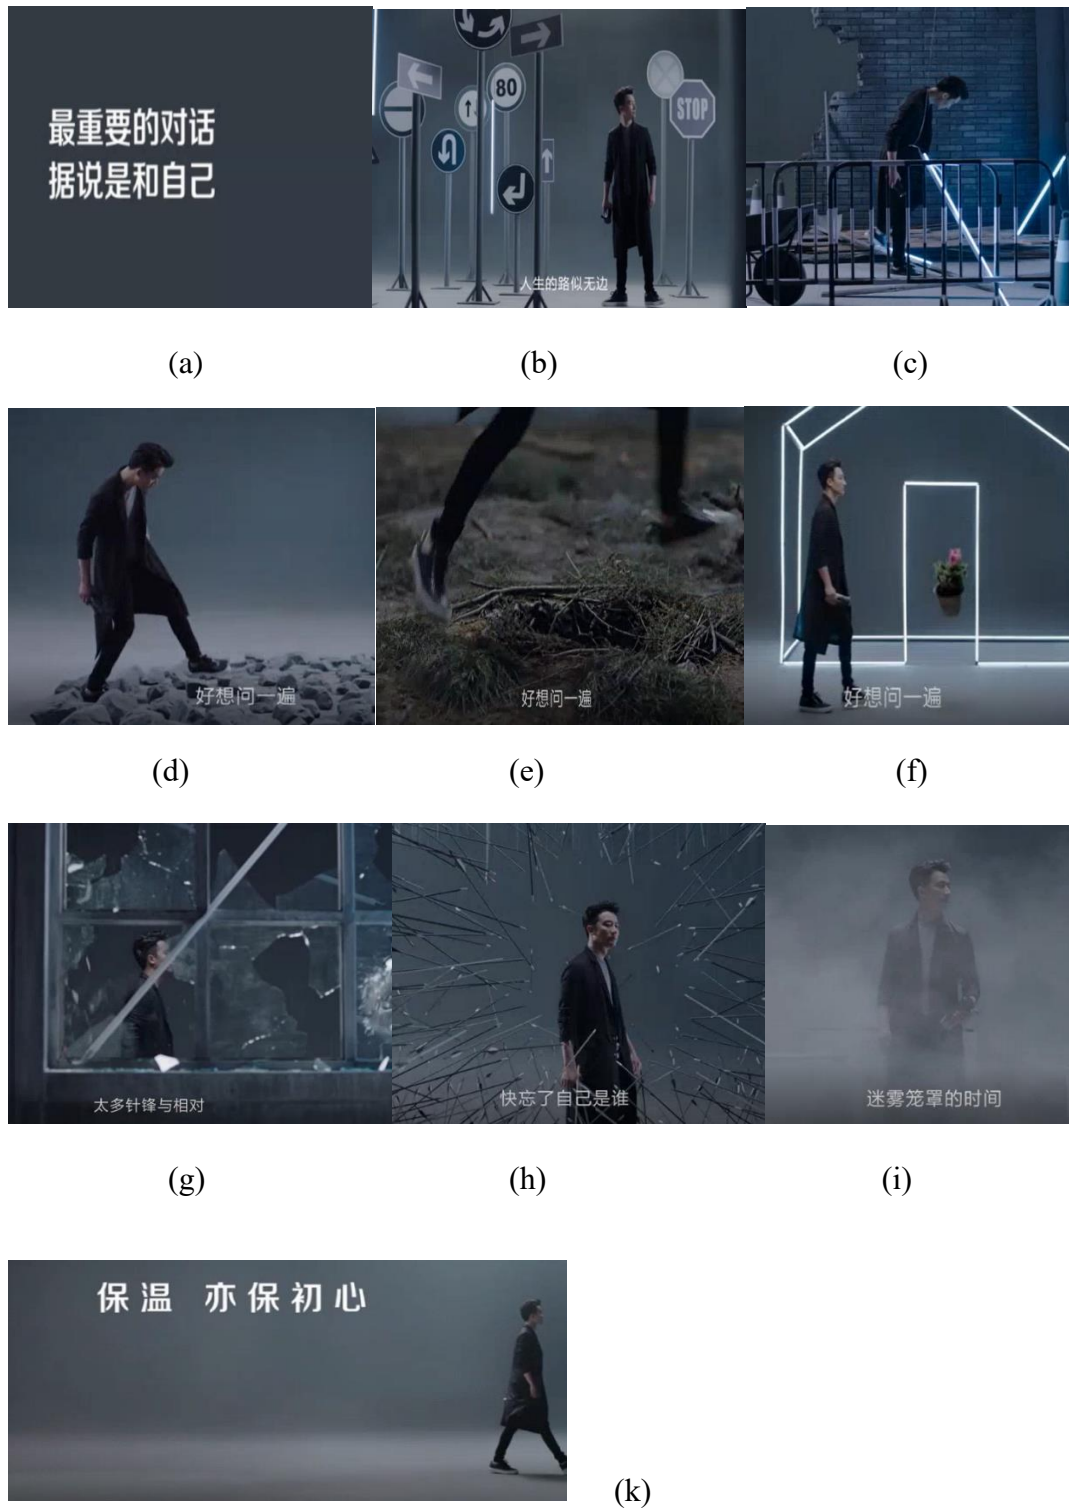 最重要的对话
据说是和自己
80
STOP
人生的路似无边
(a)
(b)
(c)
好想问一遍
好想问一遍
好想问一遍
(d)
(e)
(f)
太多针锋与相对
快忘了自己是谁
迷雾笼罩的时间
(g)
(h)
(i)
保温 亦保初心
(k)